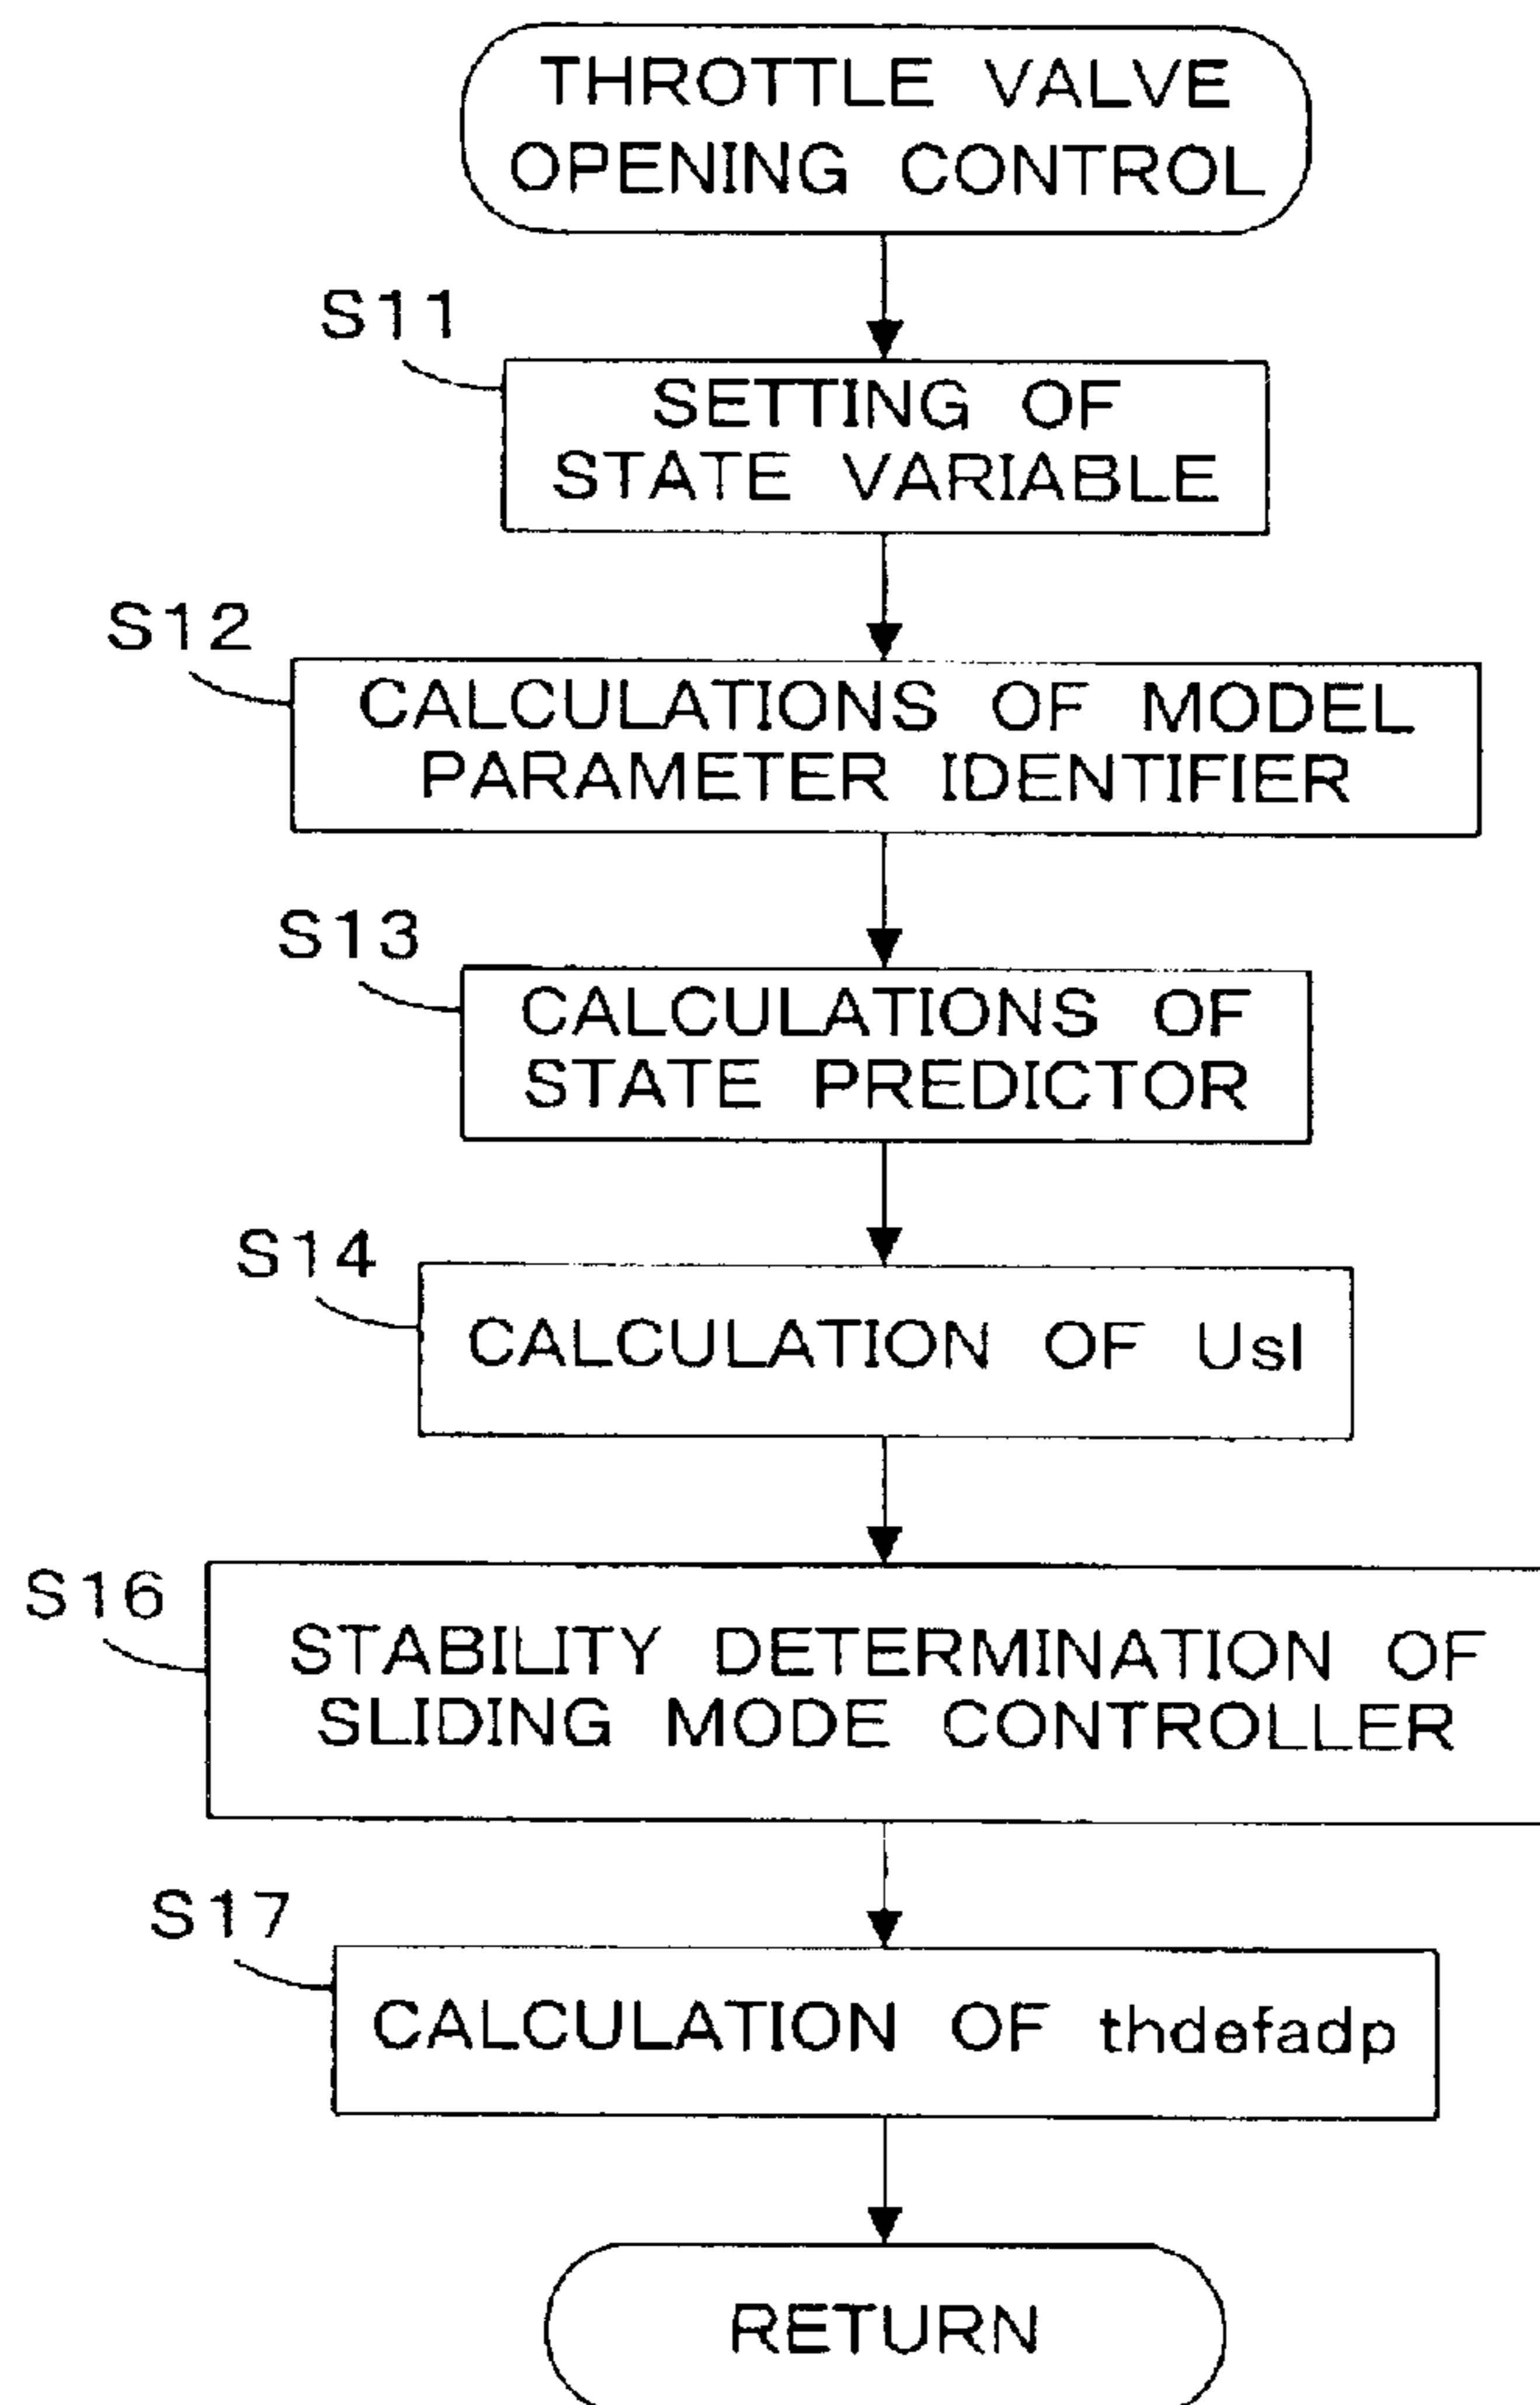 THROTTLE VALVE
OPENING CONTROL
S11
SETTING OF
STATE VARIABLE
S12
CALCULATIONS OF MODEL
PARAMETER IDENTIFIER
S13
CALCULATIONS OF
STATE PREDICTOR
S14
CALCULATION OF Usl
S16
STABILITY DETERMINATION OF
SLIDING MODE CONTROLLER
S17
CALCULATION OF thdefadp
RETURN